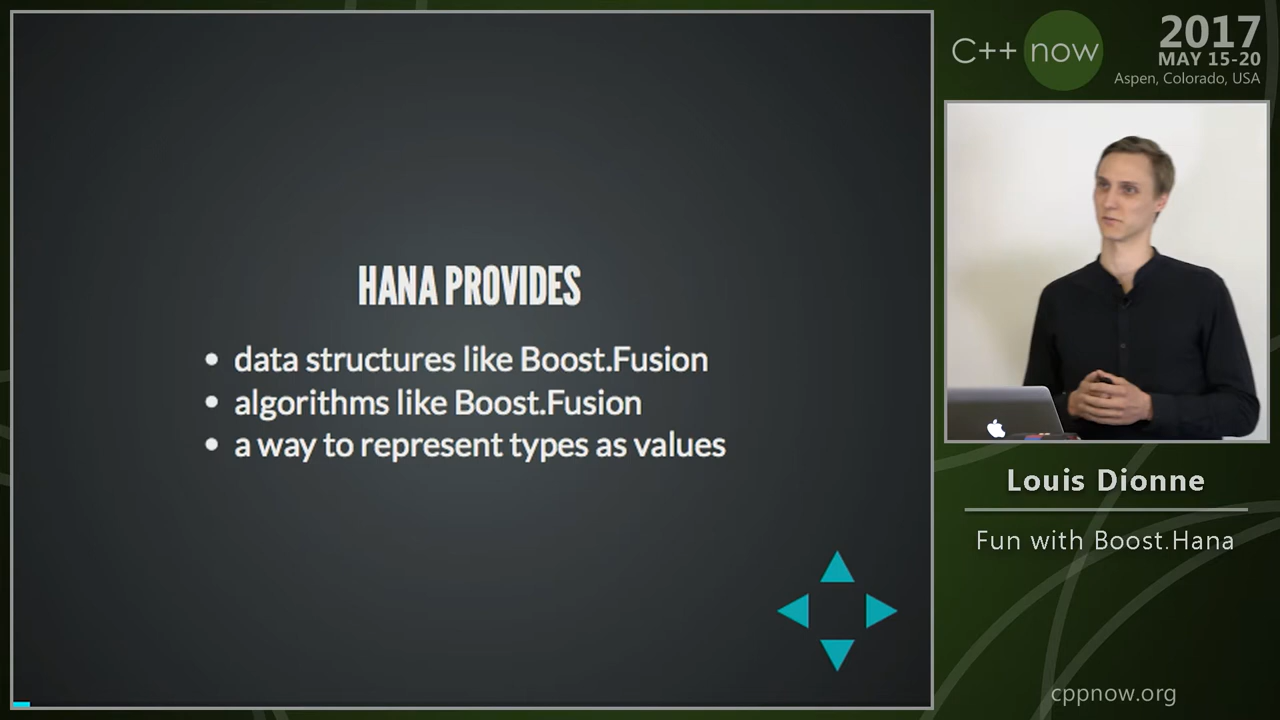 HANA PROVIDES
• data structures like Boost.Fusion
• algorithms like Boost.Fusion
• a way to represent types as values
C++ now
2017
MAY 15-20
Aspen, Colorado, USA
Louis Dionne
Fun with Boost.Hana
cppnow.org